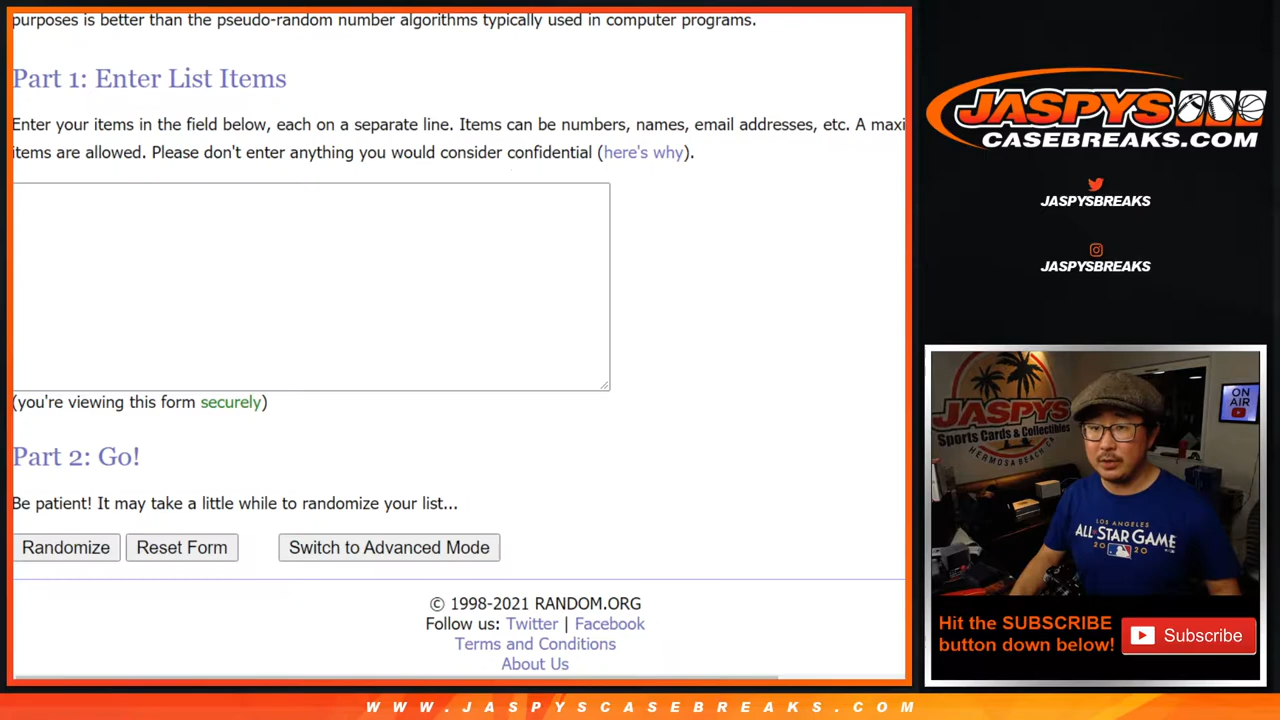 purposes is better than the pseudo-random number algorithms typically used in computer programs.
Part 1: Enter List Items
Enter your items in the field below, each on a separate line. Items can be numbers, names, email addresses, etc. A maxi
items are allowed. Please don't enter anything you would consider confidential (here's why).
(you're viewing this form securely)
Part 2: Go!
Be patient! It may take a little while to randomize your list...
Randomize Reset Form Switch to Advanced Mode
© 1998-2021 RANDOM.ORG
Follow us: Twitter | Facebook
Terms and Conditions
About Us
JASPYS
CASEBREAKS.COM
JASPYSBREAKS
JASPYSBREAKS
JASPYS
Sports Cards & Collectibles
HERMOSA BEACH CA
ON
AIR
LOS ANGELES
ALL-STAR GAME
2020
Hit the SUBSCRIBE
button down below!
Subscribe
WWW.JASPYSCASEBREAKS.COM